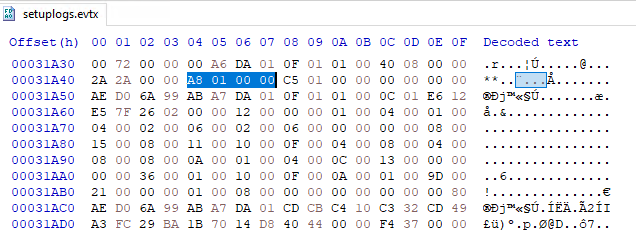 setuplogs.evtx
Offset(h) 00 01 02 03 04 05 06 07 08 09 0A 0B 0C 0D 0E 0F Decoded text
00031A30 00 72 00 00 00 A6 DA 01 0F 01 01 00 40 08 00 00 .r...¦Ú.....@...
00031A40 2A 2A 00 00 A8 01 00 00 C5 01 00 00 00 00 00 00 **..¨...Å.......
00031A50 AE D0 6A 99 AB A7 DA 01 0F 01 01 00 0C 01 E6 12 ®Ðj™«§Ú.......æ.
00031A60 E5 7F 26 02 00 00 12 00 00 00 01 00 04 00 01 00 å.&.............
00031A70 04 00 02 00 06 00 02 00 06 00 00 00 00 00 08 00 ................
00031A80 15 00 08 00 11 00 10 00 0F 00 04 00 08 00 04 00 ................
00031A90 08 00 08 00 0A 00 01 00 04 00 0C 00 13 00 00 00 ................
00031AA0 00 00 36 00 01 00 10 00 0F 00 0A 00 01 00 9D 00 ..6.............
00031AB0 21 00 00 00 01 00 08 00 00 00 00 00 00 00 00 80 !..............€
00031AC0 AE D0 6A 99 AB A7 DA 01 CD CB C4 10 C3 32 CD 49 ®Ðj™«§Ú.ÍËÄ.Ã2ÍI
00031AD0 A3 FC 29 BA 1B 70 14 D8 40 44 00 00 F4 37 00 00 £ü)º.p.Ø@D..ô7..